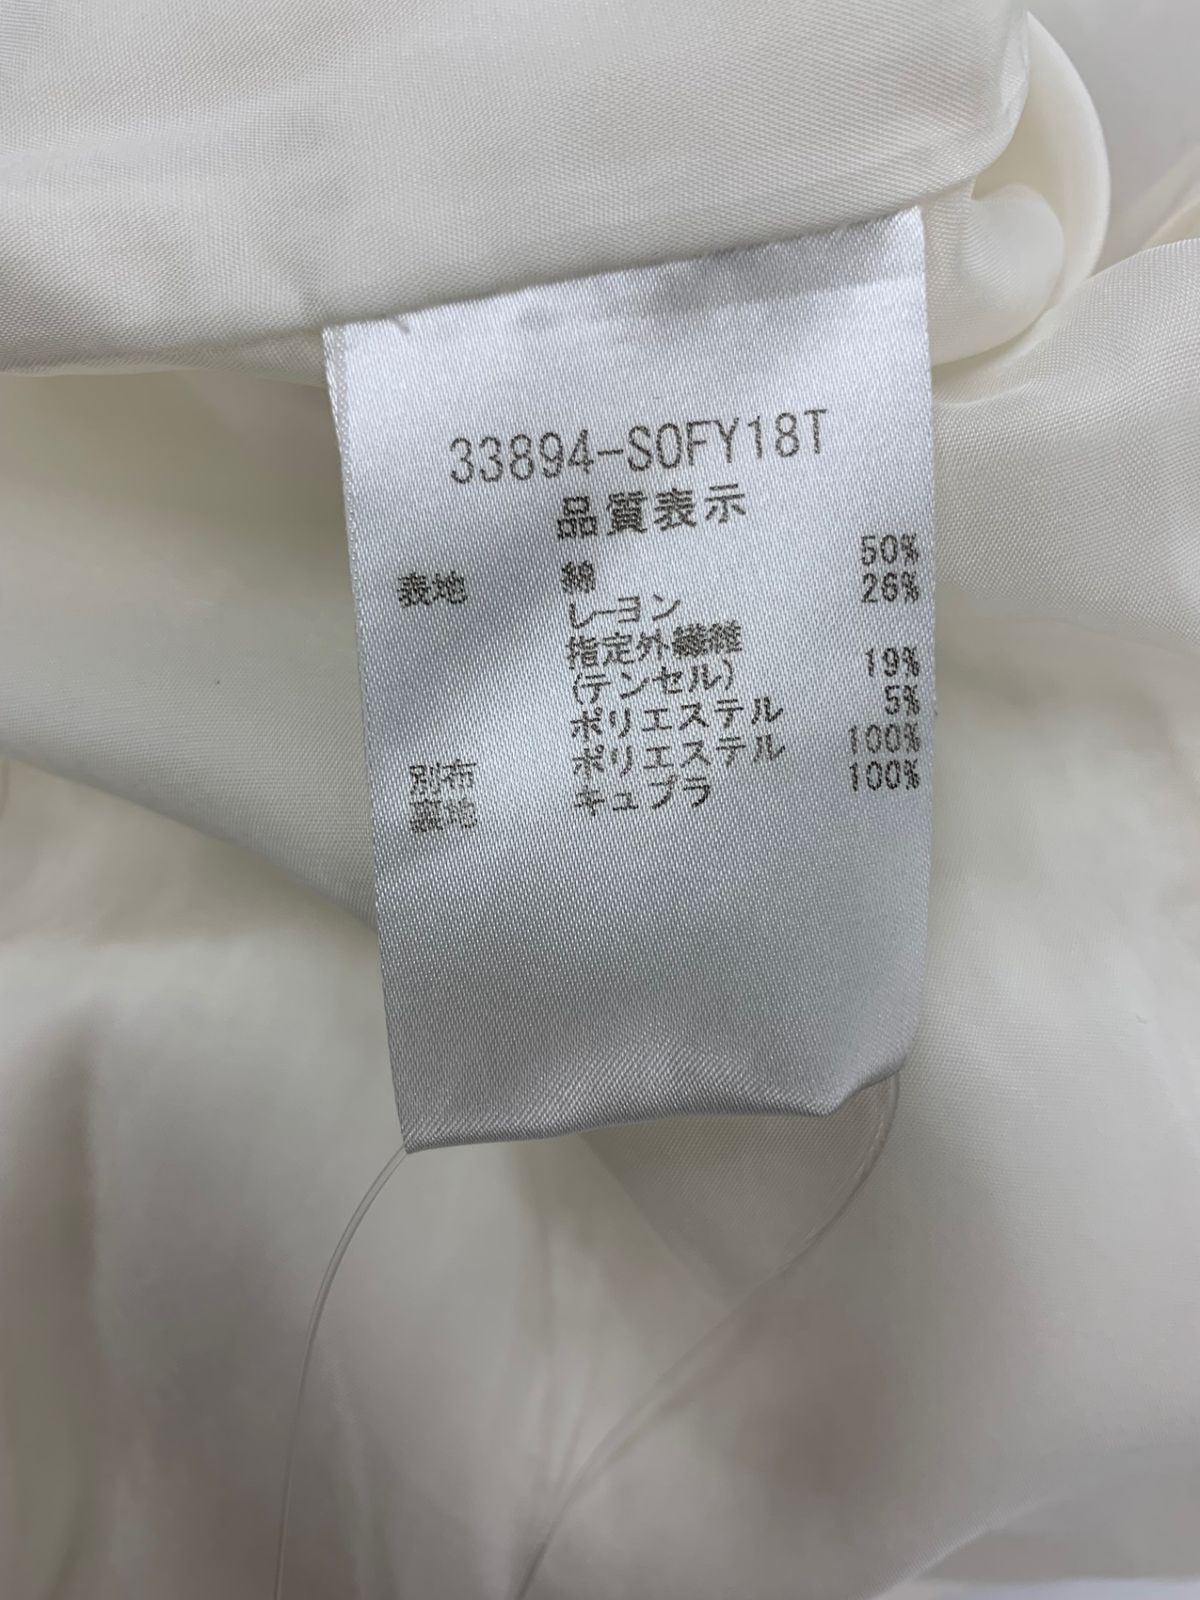 33894-SOFY18T
品質表示
表地 綿 50%
レーヨン 26%
指定外繊維
(テンセル) 19%
ポリエステル 5%
別布 ポリエステル 100%
裏地 キュプラ 100%